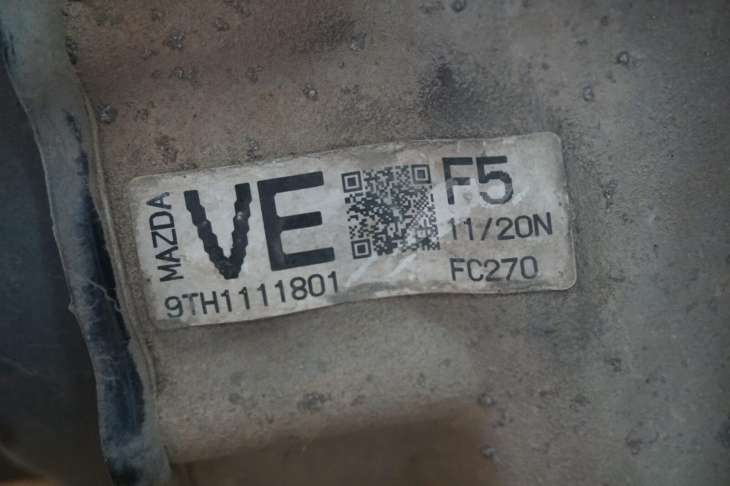 MAZDA
VE
F5
11/20N
9TH1111801
FC270